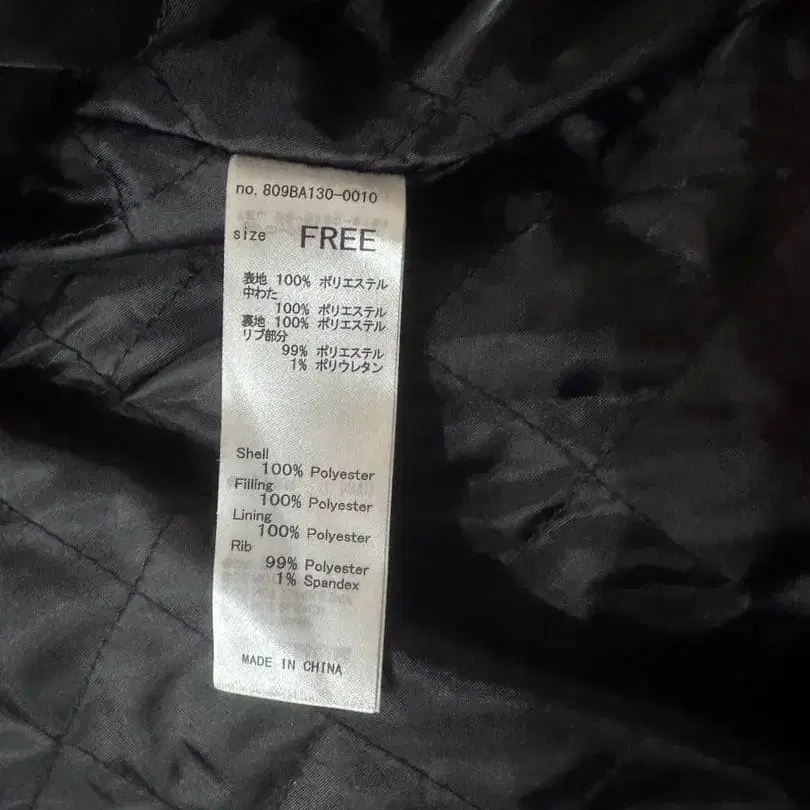 no. 809BA130-0010
size FREE
表地 100% ポリエステル
中わた
100% ポリエステル
裏地 100% ポリエステル
リブ部分
99% ポリエステル
1% ポリウレタン
Shell
100% Polyester
Filling
100% Polyester
Lining
100% Polyester
Rib
99% Polyester
1% Spandex
MADE IN CHINA